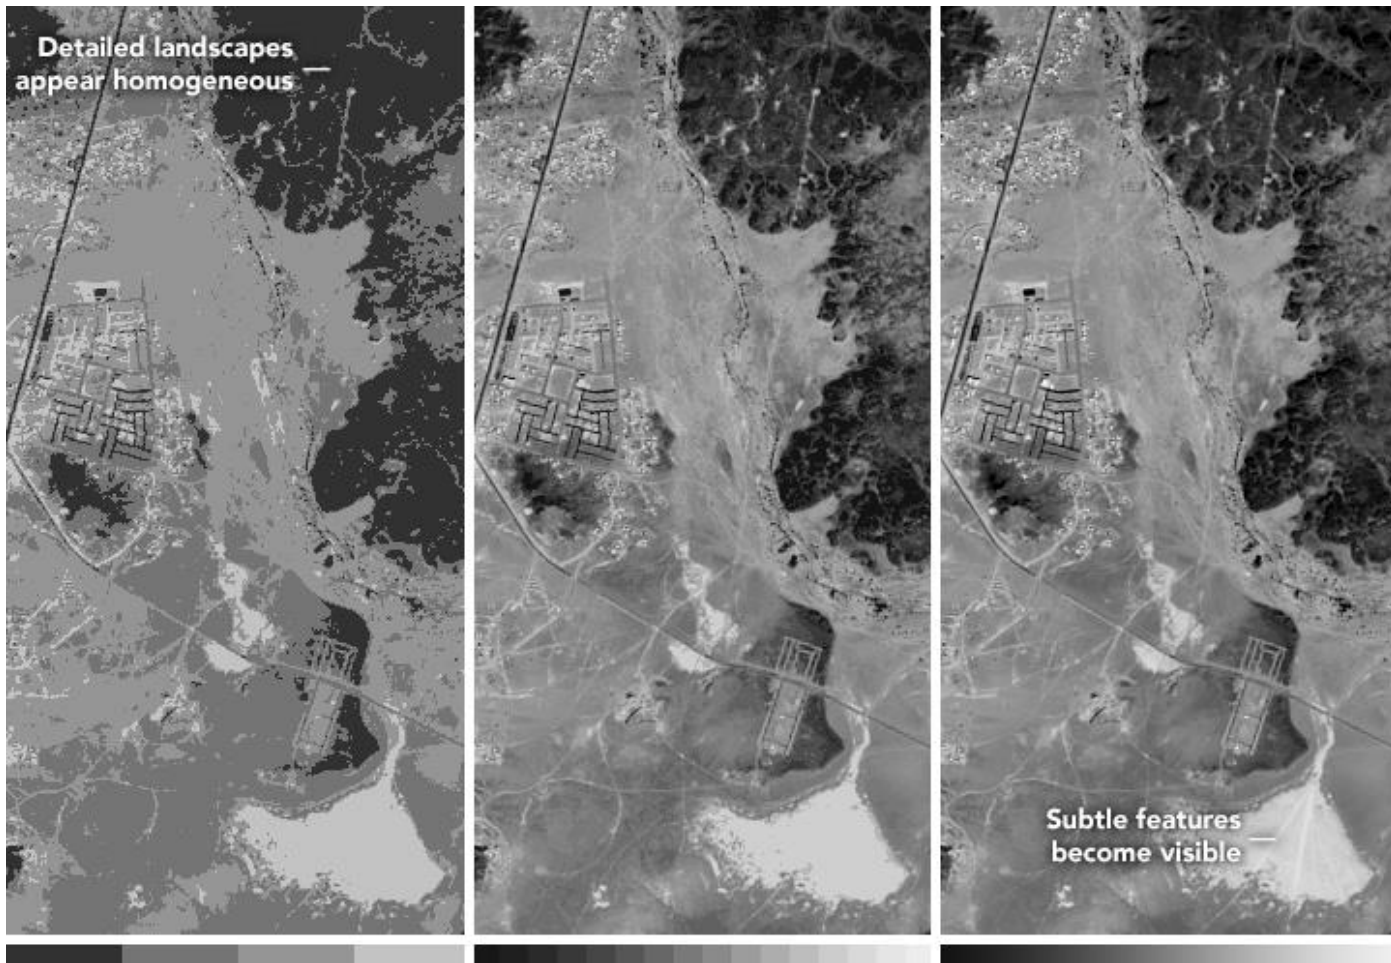 Detailed landscapes
appear homogeneous
Subtle features
become visible